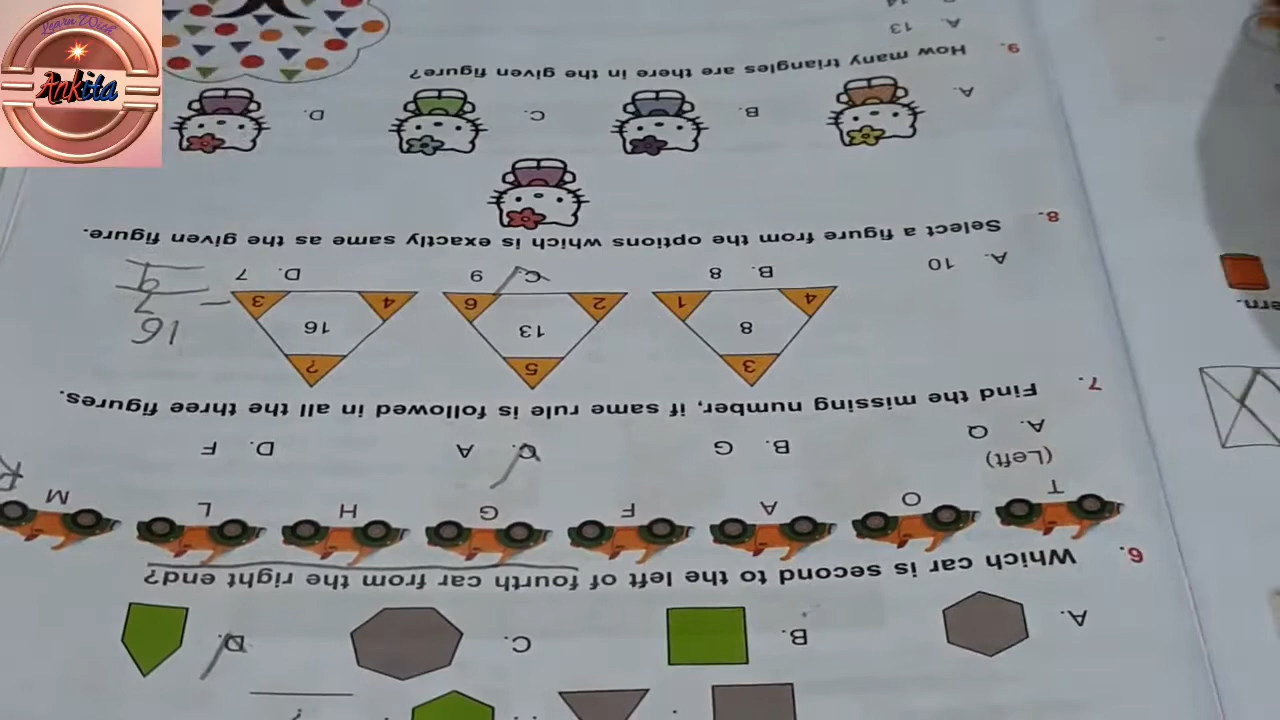 ?
A. B. C. D.
6. Which car is second to the left of fourth car from the right end?
T O A F G H L M
(Left)
A. Q B. G C. A D. F
7. Find the missing number, if same rule is followed in all the three figures.
3 5 ?
8 13 16
4 1 2 6 4 3
16
- 7
9
A. 10 B. 8 C. 9 D. 7
ern.
8. Select a figure from the options which is exactly same as the given figure.
A. B. C. D.
9. How many triangles are there in the given figure?
A. 13
Learn With
Ankita